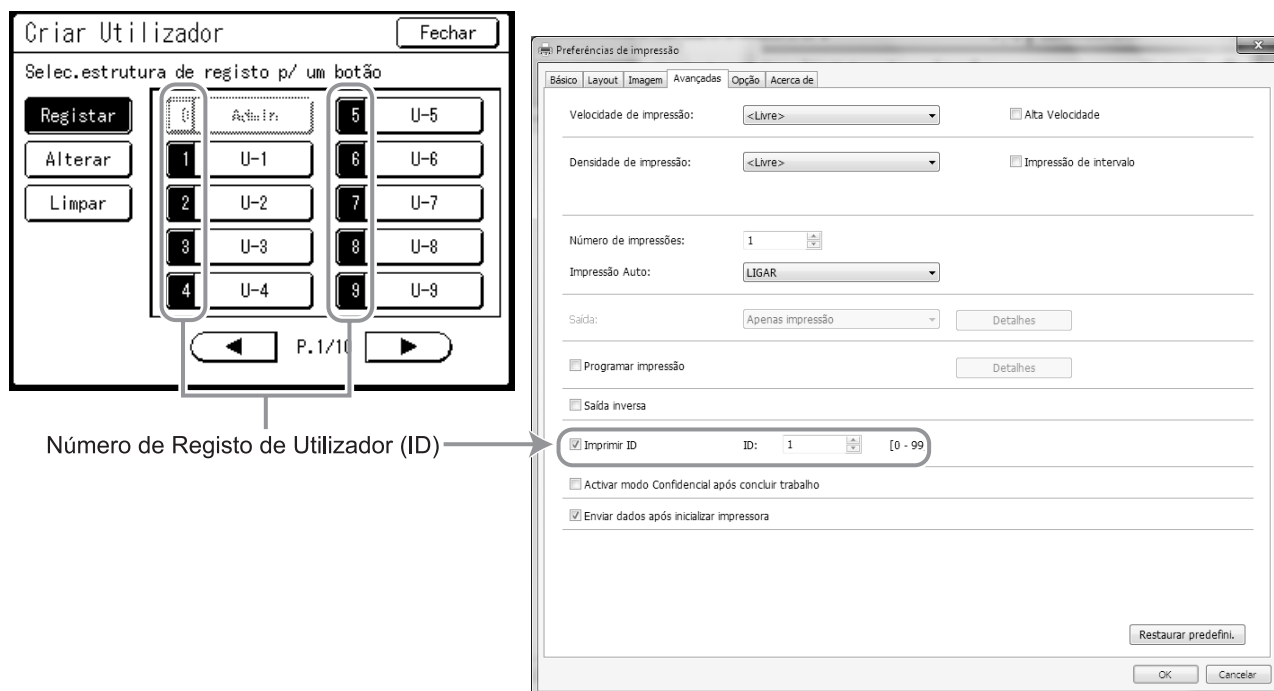 Criar Utilizador Fechar
Selec.estrutura de registo p/ um botão
Registar 0 Admin. 5 U-5
Alterar 1 U-1 6 U-6
Limpar 2 U-2 7 U-7
3 U-3 8 U-8
4 U-4 9 U-9
P.1/10
Número de Registo de Utilizador (ID)
Preferências de impressão
Básico Layout Imagem Avançadas Opção Acerca de
Velocidade de impressão: <Livre> Alta Velocidade
Densidade de impressão: <Livre> Impressão de intervalo
Número de impressões: 1
Impressão Auto: LIGAR
Saída: Apenas impressão Detalhes
Programar impressão Detalhes
Saída inversa
Imprimir ID ID: 1 [0 - 99
Activar modo Confidencial após concluir trabalho
Enviar dados após inicializar impressora
Restaurar predefini.
OK Cancelar